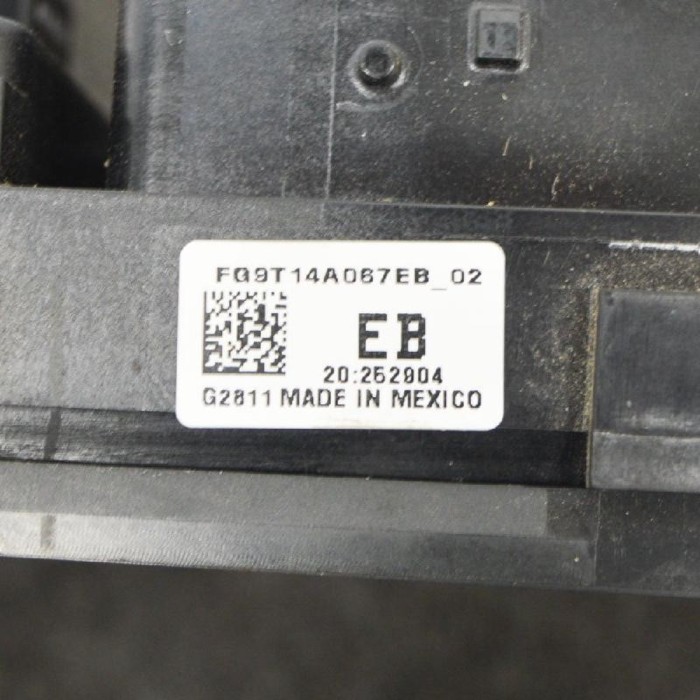 FG9T14A067EB_02
EB
20:252904
G2811 MADE IN MEXICO